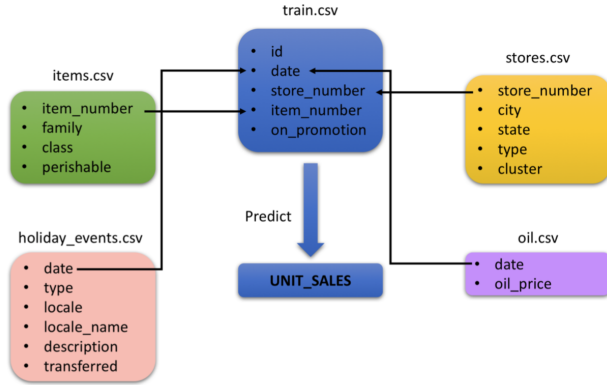 train.csv
• id
• date
• store_number
• item_number
• on_promotion
items.csv
• item_number
• family
• class
• perishable
stores.csv
• store_number
• city
• state
• type
• cluster
Predict
UNIT_SALES
holiday_events.csv
• date
• type
• locale
• locale_name
• description
• transferred
oil.csv
• date
• oil_price